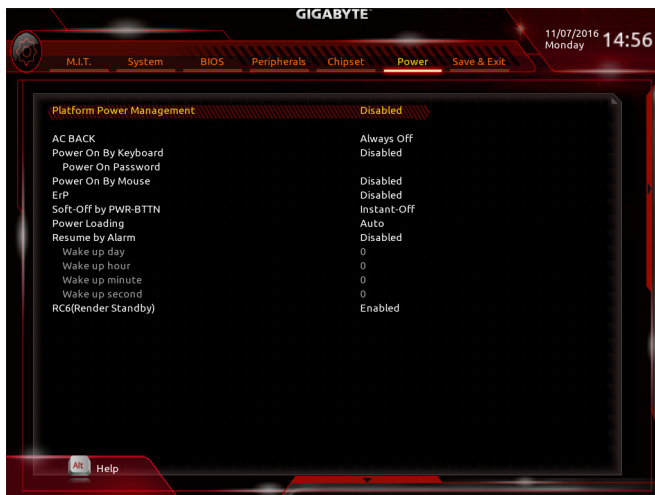 GIGABYTE™
11/07/2016
Monday
14:56
M.I.T. System BIOS Peripherals Chipset Power Save & Exit
Platform Power Management Disabled
AC BACK Always Off
Power On By Keyboard Disabled
Power On Password
Power On By Mouse Disabled
ErP Disabled
Soft-Off by PWR-BTTN Instant-Off
Power Loading Auto
Resume by Alarm Disabled
Wake up day 0
Wake up hour 0
Wake up minute 0
Wake up second 0
RC6(Render Standby) Enabled
Alt Help